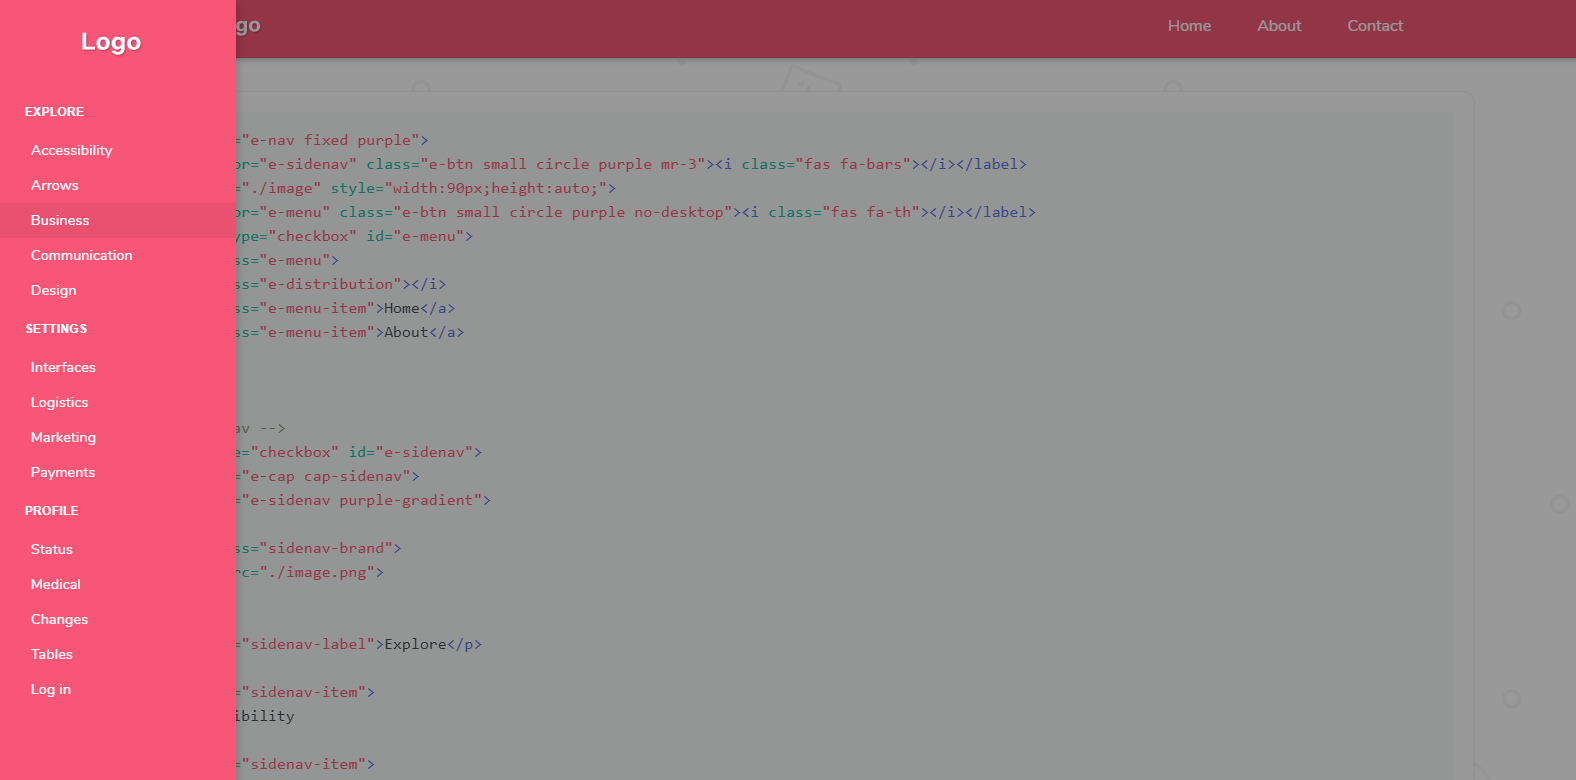 Logo
EXPLORE
Accessibility
Arrows
Business
Communication
Design
SETTINGS
Interfaces
Logistics
Marketing
Payments
PROFILE
Status
Medical
Changes
Tables
Log in
go
Home
About
Contact
="e-nav fixed purple">
or="e-sidenav" class="e-btn small circle purple mr-3"><i class="fas fa-bars"></i></label>
="./image" style="width:90px;height:auto;">
or="e-menu" class="e-btn small circle purple no-desktop"><i class="fas fa-th"></i></label>
ype="checkbox" id="e-menu">
ss="e-menu">
ss="e-distribution"></i>
ss="e-menu-item">Home</a>
ss="e-menu-item">About</a>
av -->
e="checkbox" id="e-sidenav">
="e-cap cap-sidenav">
="e-sidenav purple-gradient">
ss="sidenav-brand">
rc="./image.png">
="sidenav-label">Explore</p>
="sidenav-item">
ibility
="sidenav-item">